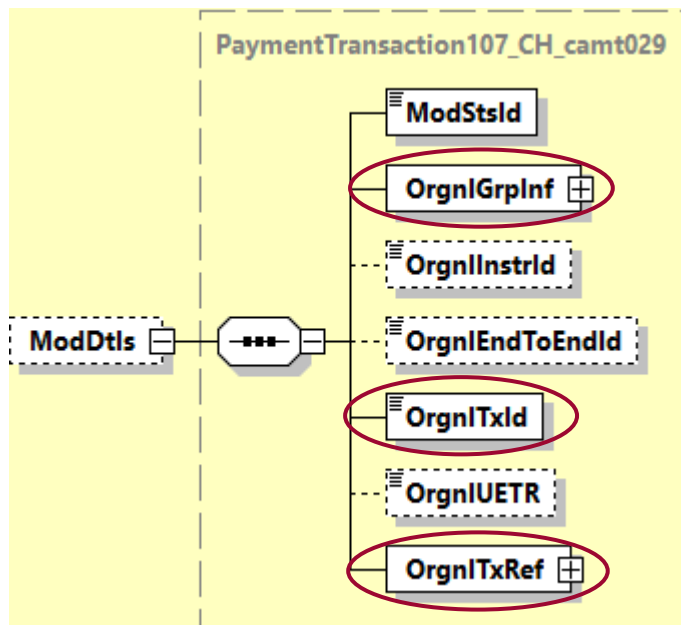 PaymentTransaction107_CH_camt029
ModStsId
OrgnlGrpInf
OrgnlInstrId
ModDtls
OrgnlEndToEndId
OrgnlTxId
OrgnlUETR
OrgnlTxRef